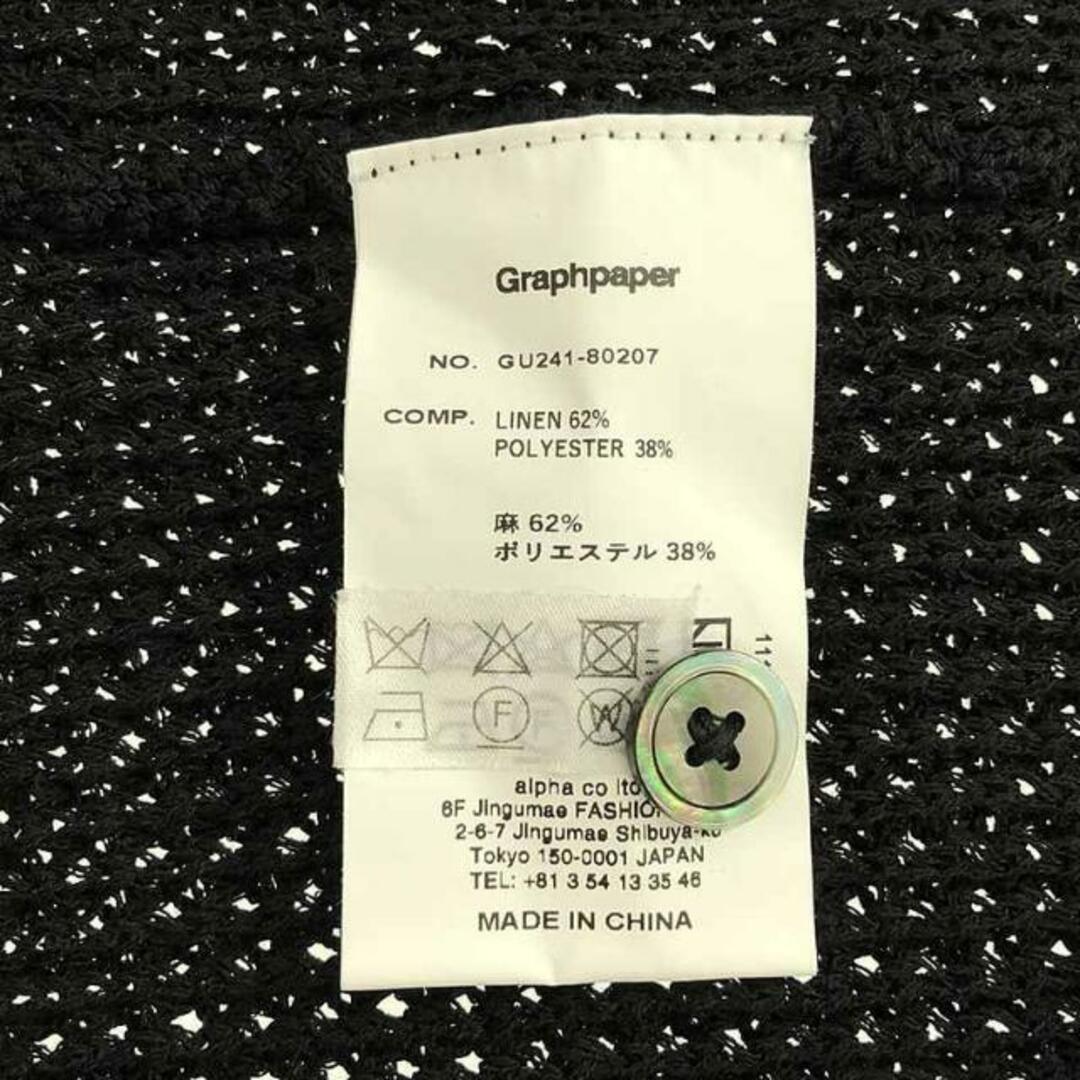 Graphpaper
NO. GU241-80207
COMP. LINEN 62%
POLYESTER 38%
麻 62%
ポリエステル 38%
F
W
alpha co
6F Jingumae
2-6-7 Jingumae Shibuya-ku
Tokyo 150-0001 JAPAN
TEL: +81 3 54 13 35 46
MADE IN CHINA